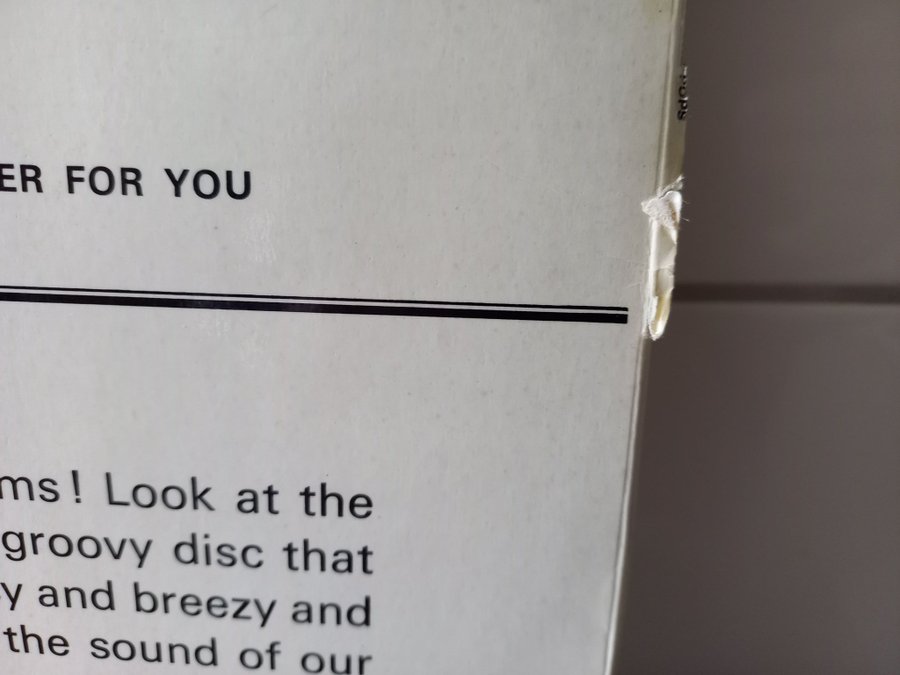 ER FOR YOU
ms! Look at the
groovy disc that
y and breezy and
the sound of our